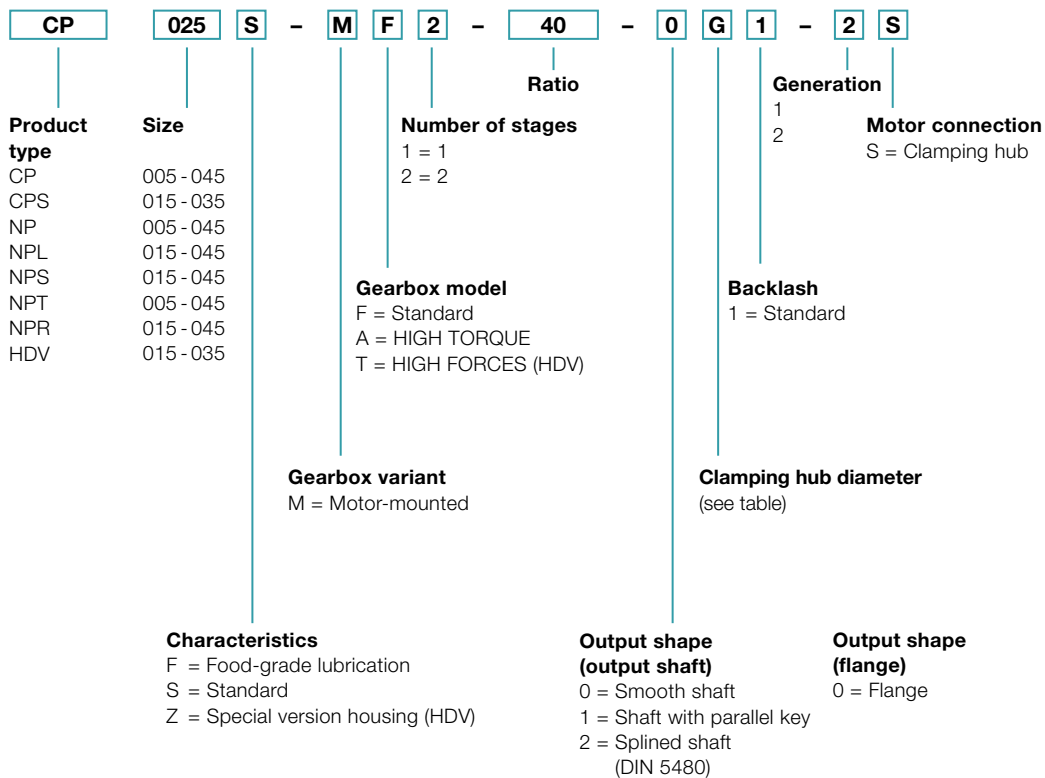 CP 025 S – M F 2 – 40 – 0 G 1 – 2 S
Ratio
Generation
1
2
Product
type
CP
CPS
NP
NPL
NPS
NPT
NPR
HDV
Size
005 - 045
015 - 035
005 - 045
015 - 045
015 - 045
005 - 045
015 - 045
015 - 035
Number of stages
1 = 1
2 = 2
Motor connection
S = Clamping hub
Gearbox model
F = Standard
A = HIGH TORQUE
T = HIGH FORCES (HDV)
Backlash
1 = Standard
Gearbox variant
M = Motor-mounted
Clamping hub diameter
(see table)
Characteristics
F = Food-grade lubrication
S = Standard
Z = Special version housing (HDV)
Output shape
(output shaft)
0 = Smooth shaft
1 = Shaft with parallel key
2 = Splined shaft
(DIN 5480)
Output shape
(flange)
0 = Flange